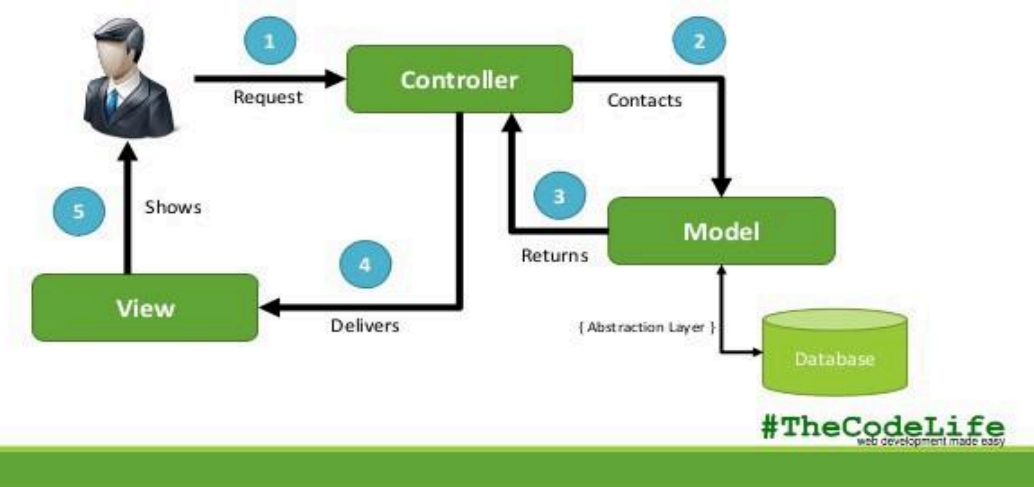 1
2
Controller
Request
Contacts
3
5
Shows
Model
Returns
4
View
Delivers
{ Abstraction Layer }
Database
#TheCodeLife
web development made easy